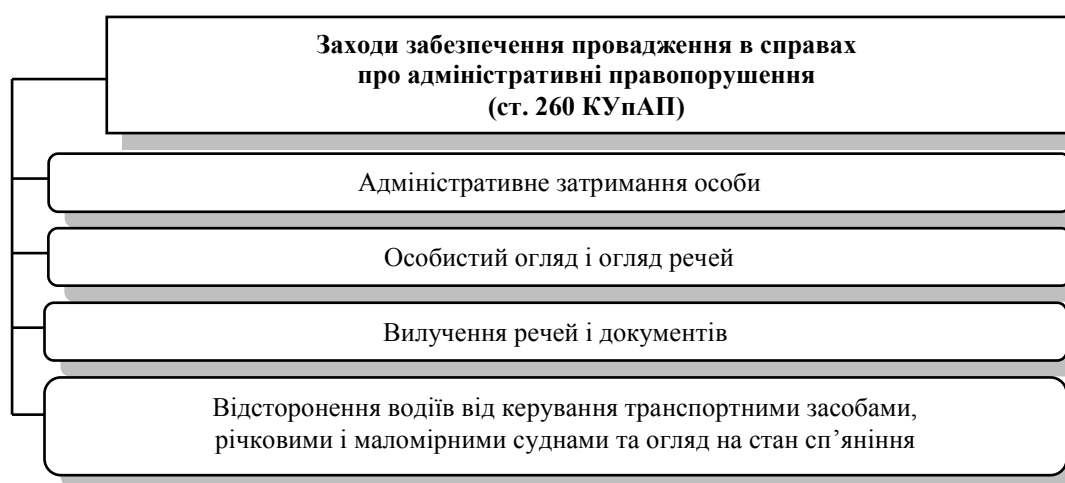 Заходи забезпечення провадження в справах
про адміністративні правопорушення
(ст. 260 КУпАП)
Адміністративне затримання особи
Особистий огляд і огляд речей
Вилучення речей і документів
Відсторонення водіїв від керування транспортними засобами,
річковими і маломірними суднами та огляд на стан сп’яніння